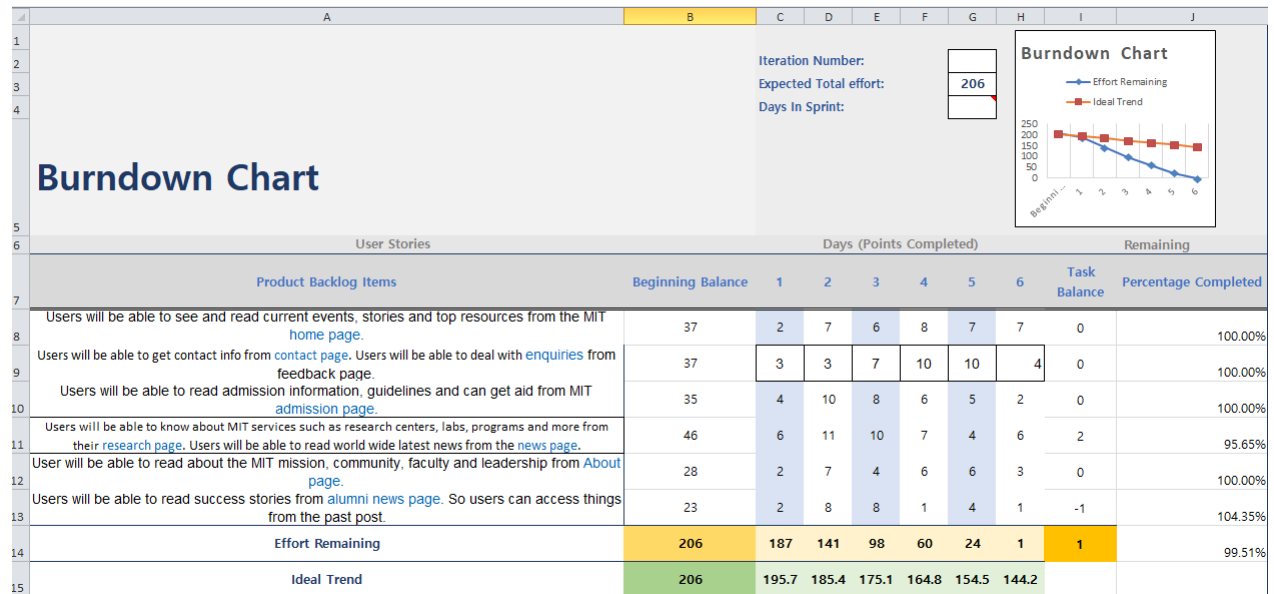 A B C D E F G H I J
1
2 Iteration Number:
3 Expected Total effort: 206
4 Days In Sprint:
Burndown Chart
Effort Remaining
Ideal Trend
250
200
150
100
50
0
Beginni... 1 2 3 4 5 6
Burndown Chart
5
6 User Stories Days (Points Completed) Remaining
7 Product Backlog Items Beginning Balance 1 2 3 4 5 6 Task Balance Percentage Completed
Users will be able to see and read current events, stories and top resources from the MIT
8 home page. 37 2 7 6 8 7 7 0 100.00%
Users will be able to get contact info from contact page. Users will be able to deal with enquiries from
9 feedback page. 37 3 3 7 10 10 4 0 100.00%
Users will be able to read admission information, guidelines and can get aid from MIT
10 admission page. 35 4 10 8 6 5 2 0 100.00%
Users will be able to know about MIT services such as research centers, labs, programs and more from
11 their research page. Users will be able to read world wide latest news from the news page. 46 6 11 10 7 4 6 2 95.65%
User will be able to read about the MIT mission, community, faculty and leadership from About
12 page. 28 2 7 4 6 6 3 0 100.00%
Users will be able to read success stories from alumni news page. So users can access things
13 from the past post. 23 2 8 8 1 4 1 -1 104.35%
14 Effort Remaining 206 187 141 98 60 24 1 1 99.51%
15 Ideal Trend 206 195.7 185.4 175.1 164.8 154.5 144.2